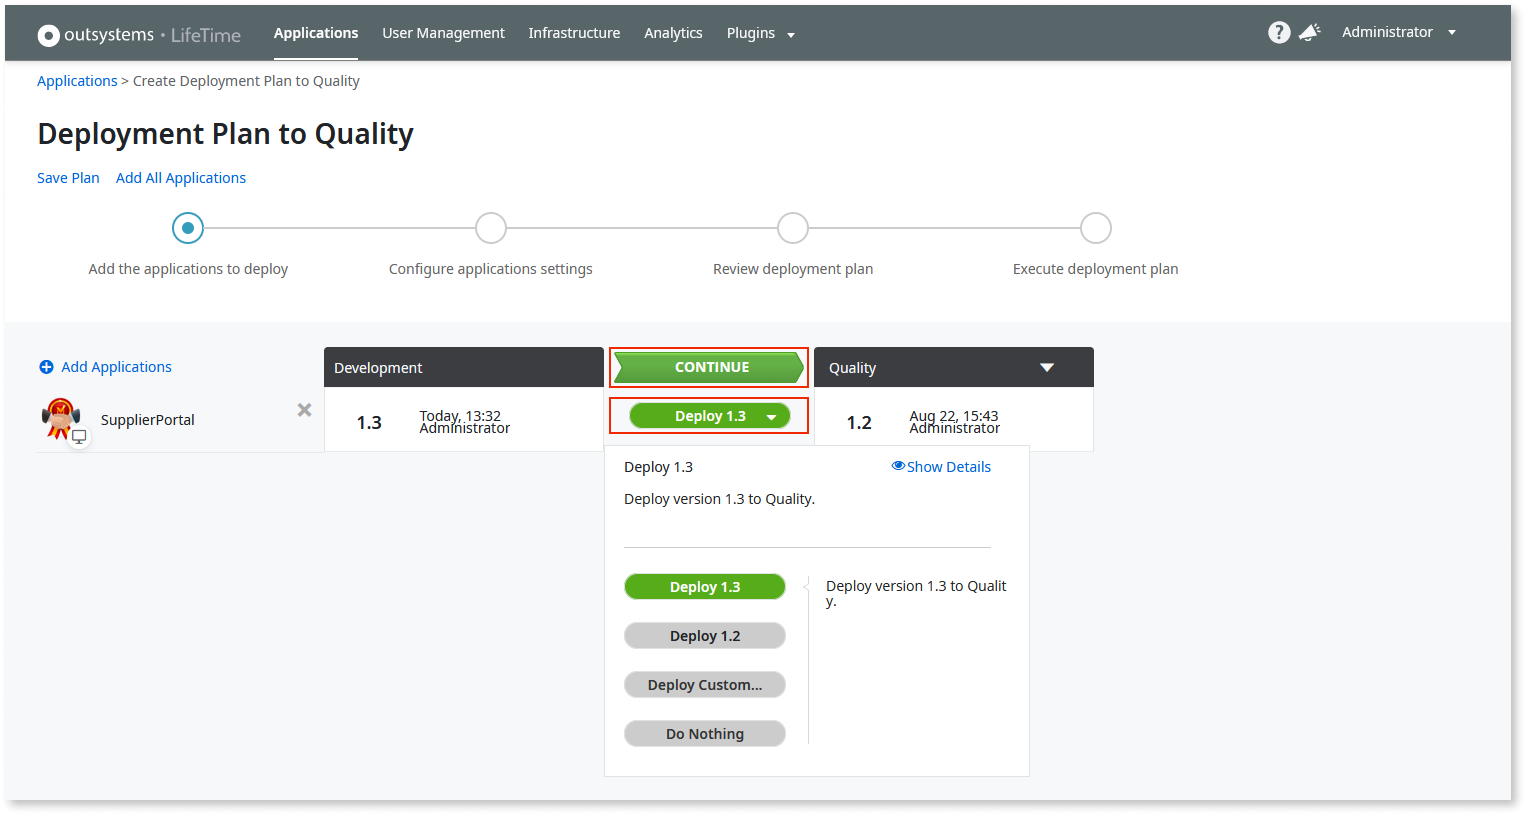 outsystems • LifeTime Applications User Management Infrastructure Analytics Plugins ? Administrator
Applications > Create Deployment Plan to Quality
Deployment Plan to Quality
Save Plan Add All Applications
Add the applications to deploy Configure applications settings Review deployment plan Execute deployment plan
Add Applications Development CONTINUE Quality
SupplierPortal 1.3 Today, 13:32 Deploy 1.3 1.2 Aug 22, 15:43
Administrator Administrator
Deploy 1.3 Show Details
Deploy version 1.3 to Quality.
Deploy 1.3 Deploy version 1.3 to Qualit
y.
Deploy 1.2
Deploy Custom...
Do Nothing